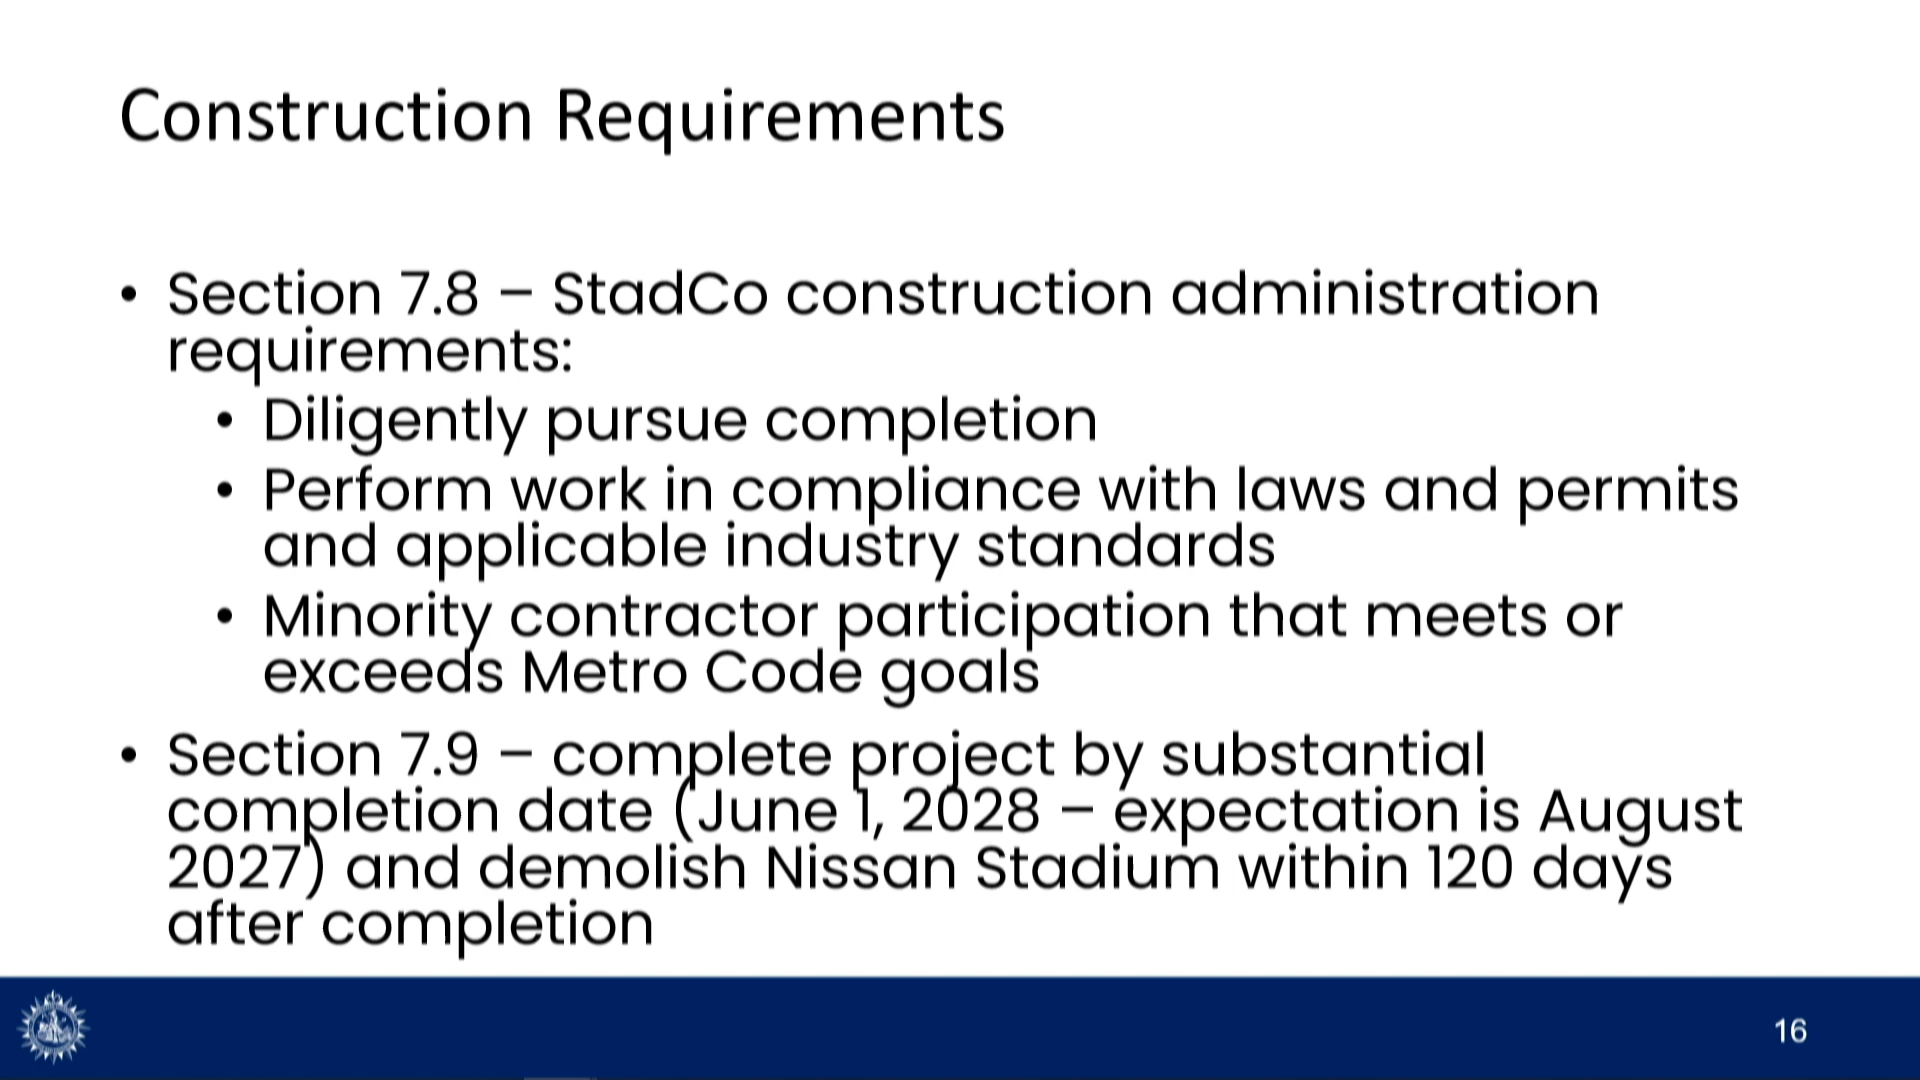 Construction Requirements
• Section 7.8 – StadCo construction administration
requirements:
• Diligently pursue completion
• Perform work in compliance with laws and permits
and applicable industry standards
• Minority contractor participation that meets or
exceeds Metro Code goals
• Section 7.9 – complete project by substantial
completion date (June 1, 2028 – expectation is August
2027) and demolish Nissan Stadium within 120 days
after completion
16